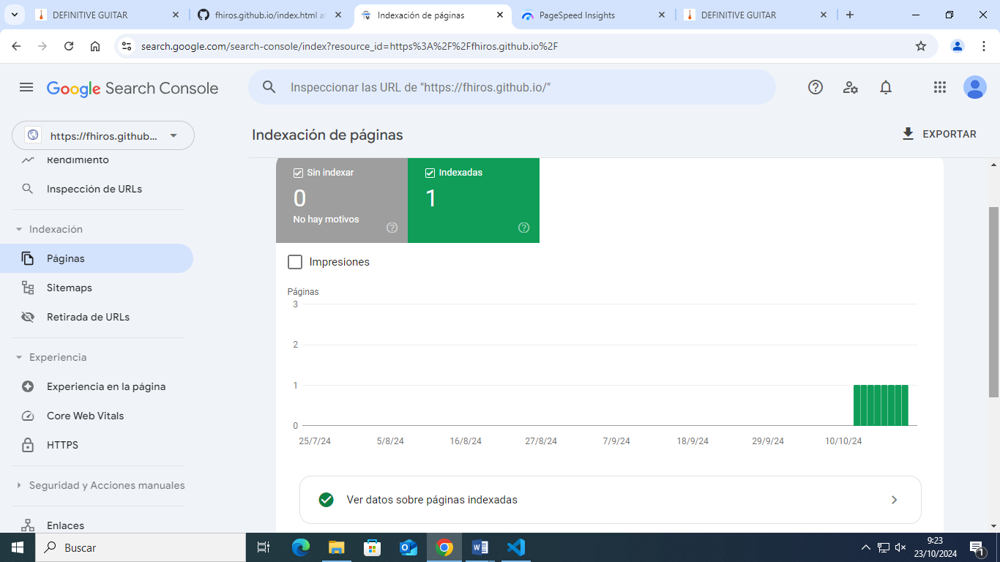 DEFINITIVE GUITAR
fhiros.github.io/index.html a
Indexación de páginas
PageSpeed Insights
DEFINITIVE GUITAR
search.google.com/search-console/index?resource_id=https%3A%2F%2Ffhiros.github.io%2F
Google Search Console
Inspeccionar las URL de "https://fhiros.github.io/"
https://fhiros.github...
Indexación de páginas
EXPORTAR
Rendimiento
Inspección de URLs
Indexación
Páginas
Sitemaps
Retirada de URLs
Experiencia
Experiencia en la página
Core Web Vitals
HTTPS
Seguridad y Acciones manuales
Enlaces
Sin indexar
0
No hay motivos
Indexadas
1
Impresiones
Páginas
3
2
1
0
25/7/24
5/8/24
16/8/24
27/8/24
7/9/24
18/9/24
29/9/24
10/10/24
Ver datos sobre páginas indexadas
Buscar
9:23
23/10/2024
1